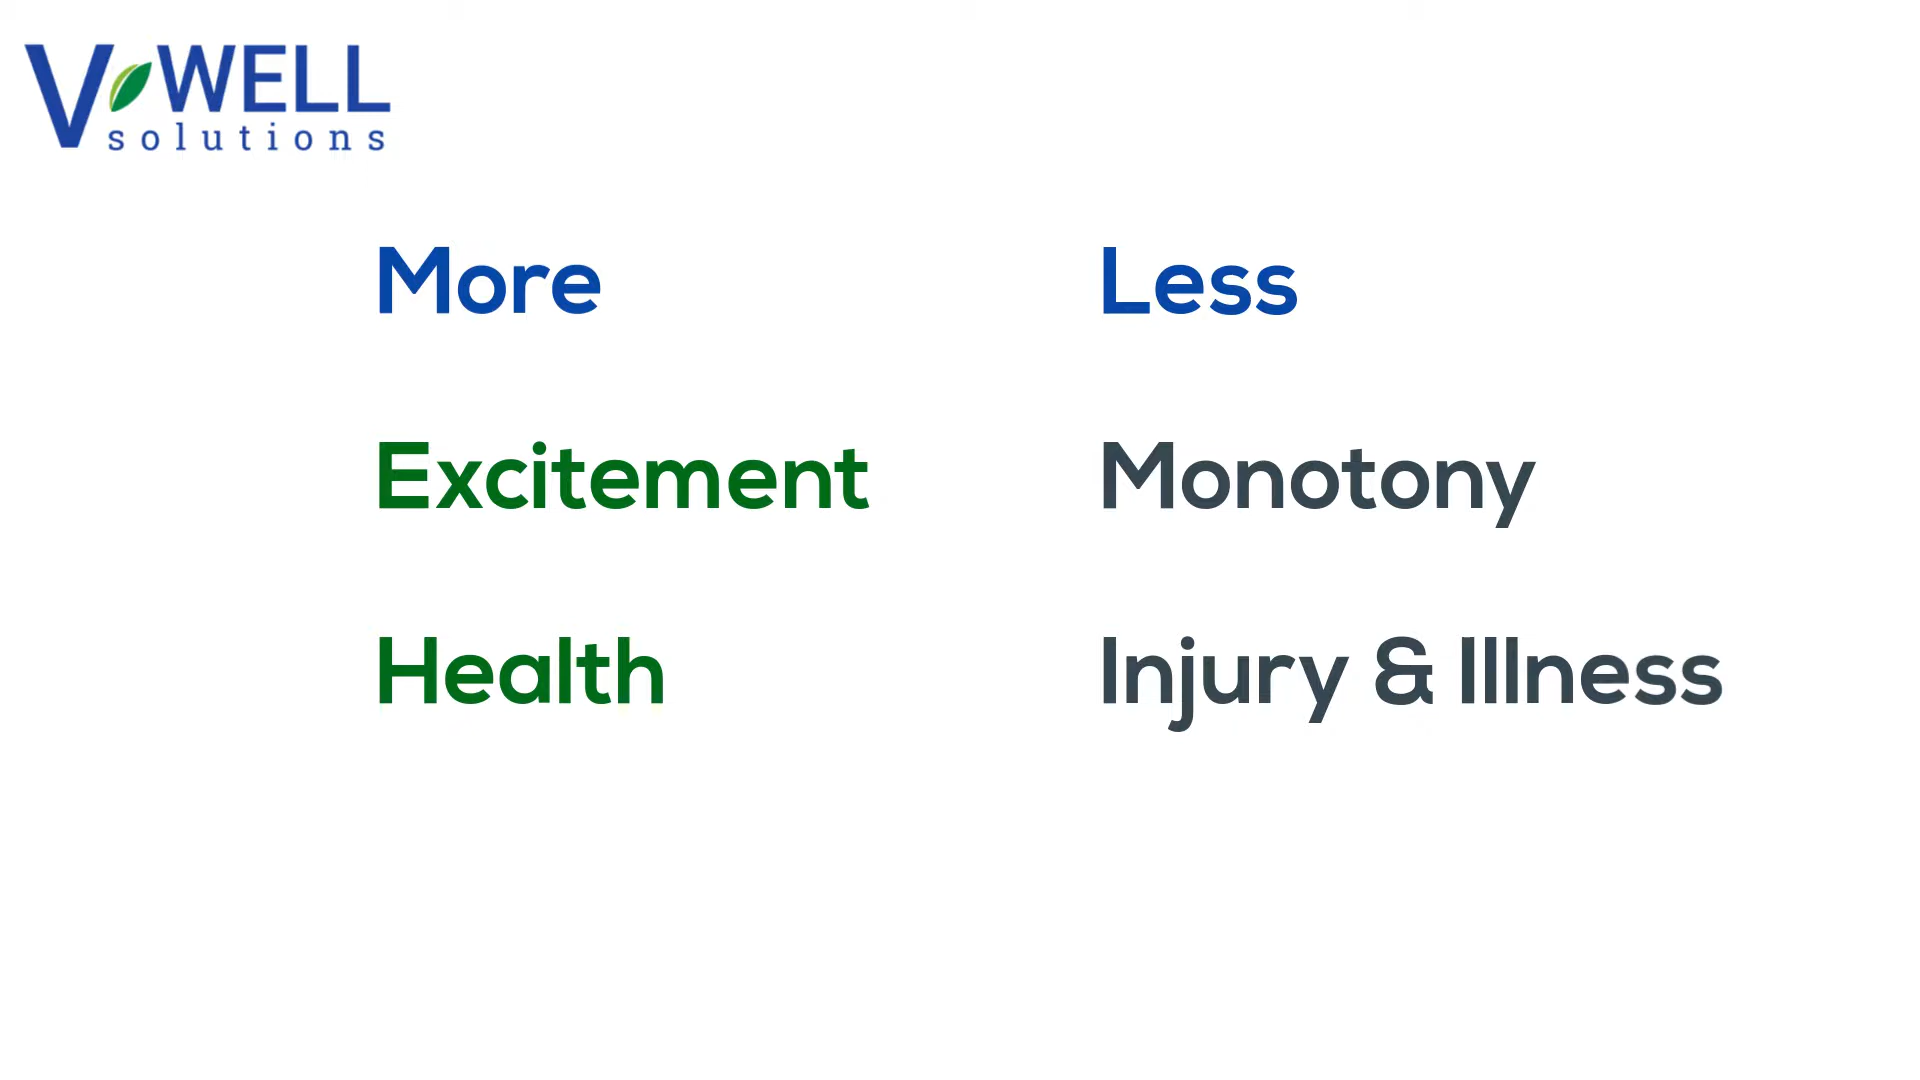 VWELL
solutions
More Less
Excitement Monotony
Health Injury & Illness